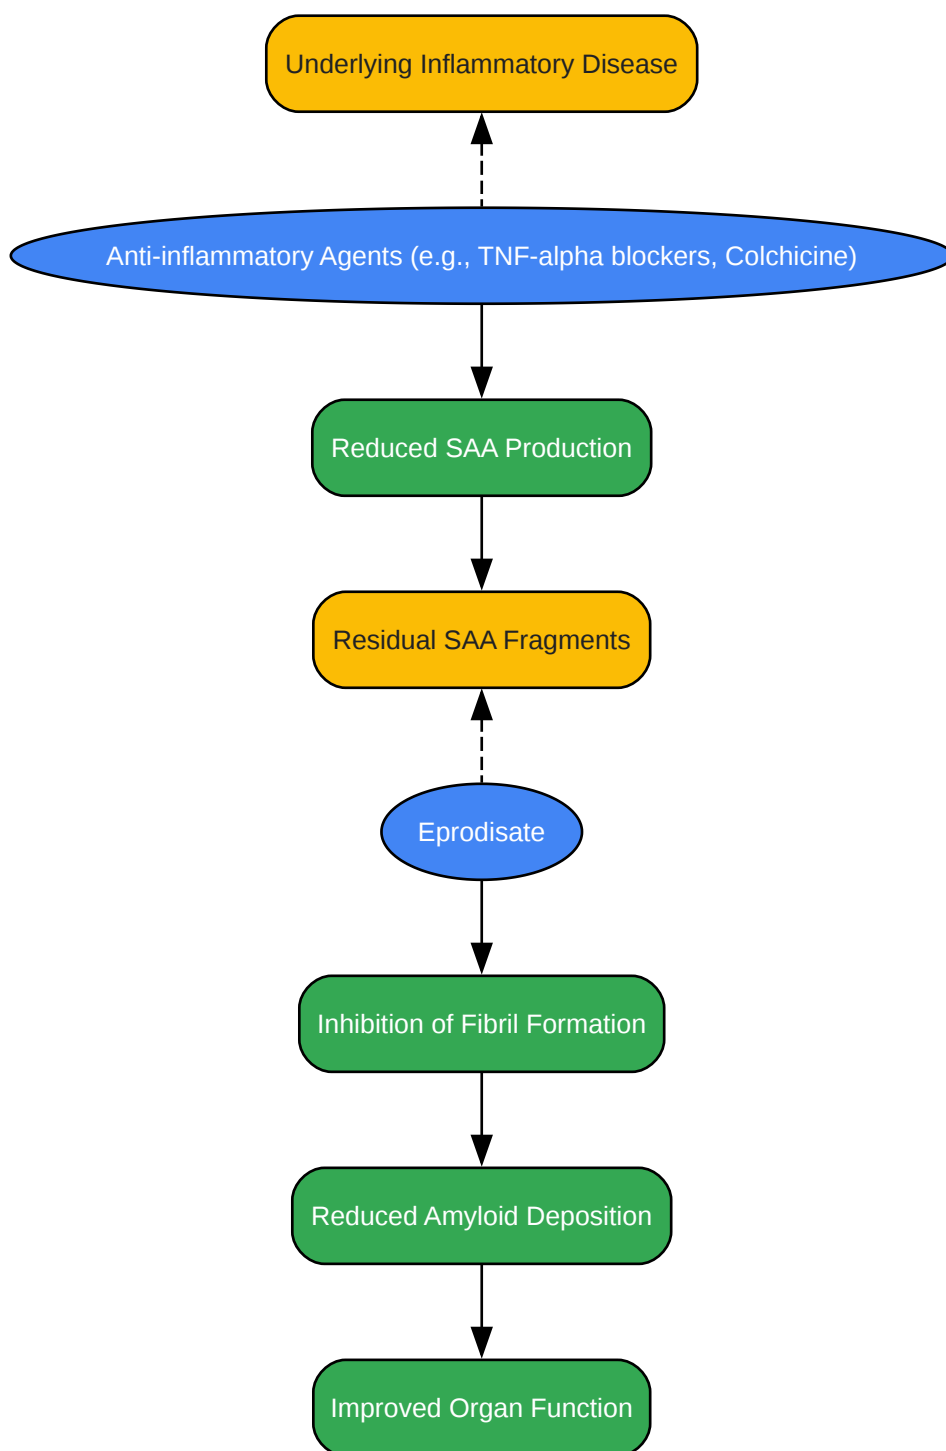 Underlying Inflammatory Disease
Anti-inflammatory Agents (e.g., TNF-alpha blockers, Colchicine)
Reduced SAA Production
Residual SAA Fragments
Eprodisate
Inhibition of Fibril Formation
Reduced Amyloid Deposition
Improved Organ Function